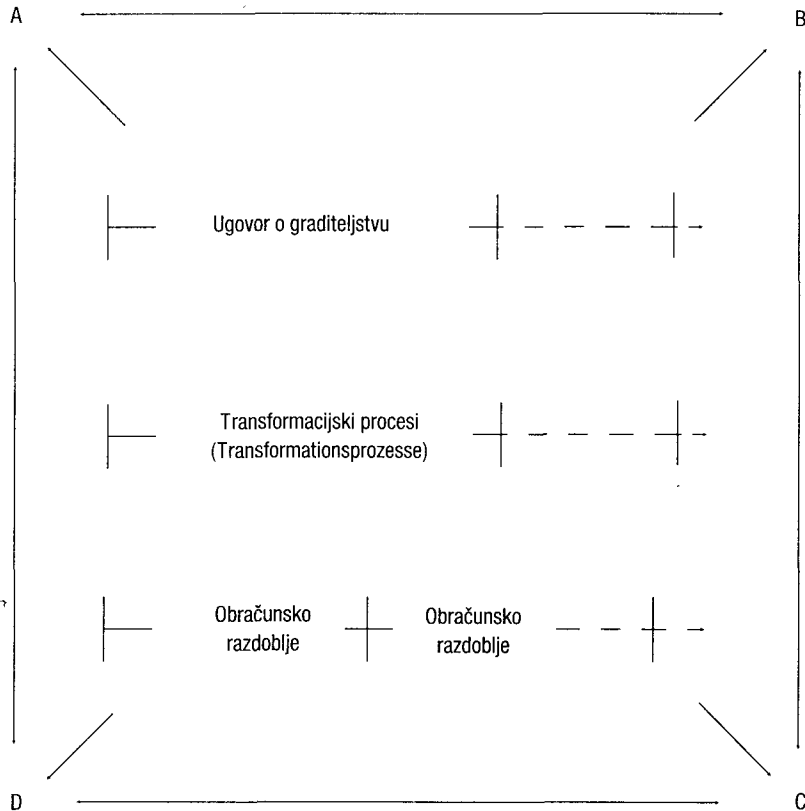 A
B
Ugovor o graditeljstvu
Transformacijski procesi
(Transformationsprozesse)
Obračunsko
razdoblje
Obračunsko
razdoblje
D
C